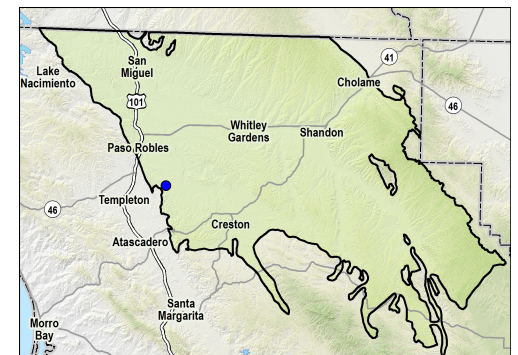 San
Miguel
41
Lake
Nacimiento
Cholame
101
46
Whitley
Gardens
Shandon
Paso Robles
Templeton
46
Creston
Atascadero
Santa
Margarita
Morro
Bay